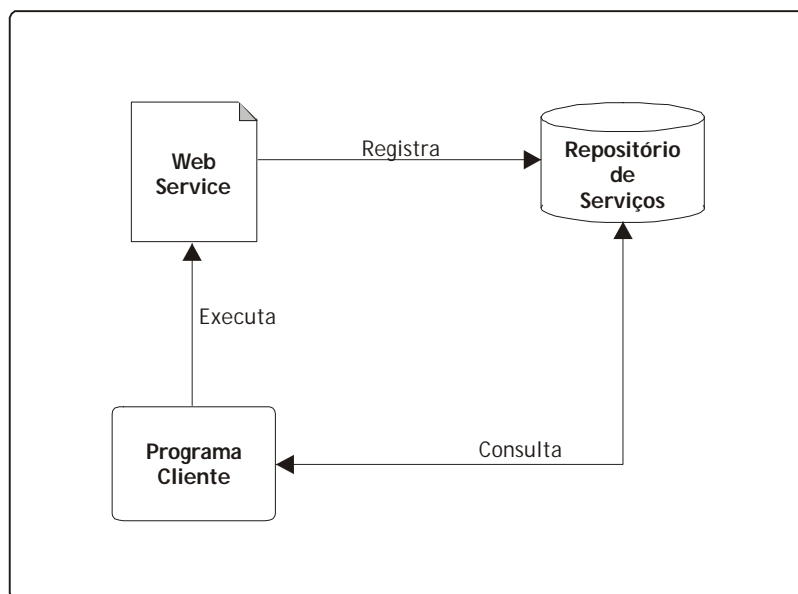 Web
Service
Registra
Repositório
de
Serviços
Executa
Programa
Cliente
Consulta